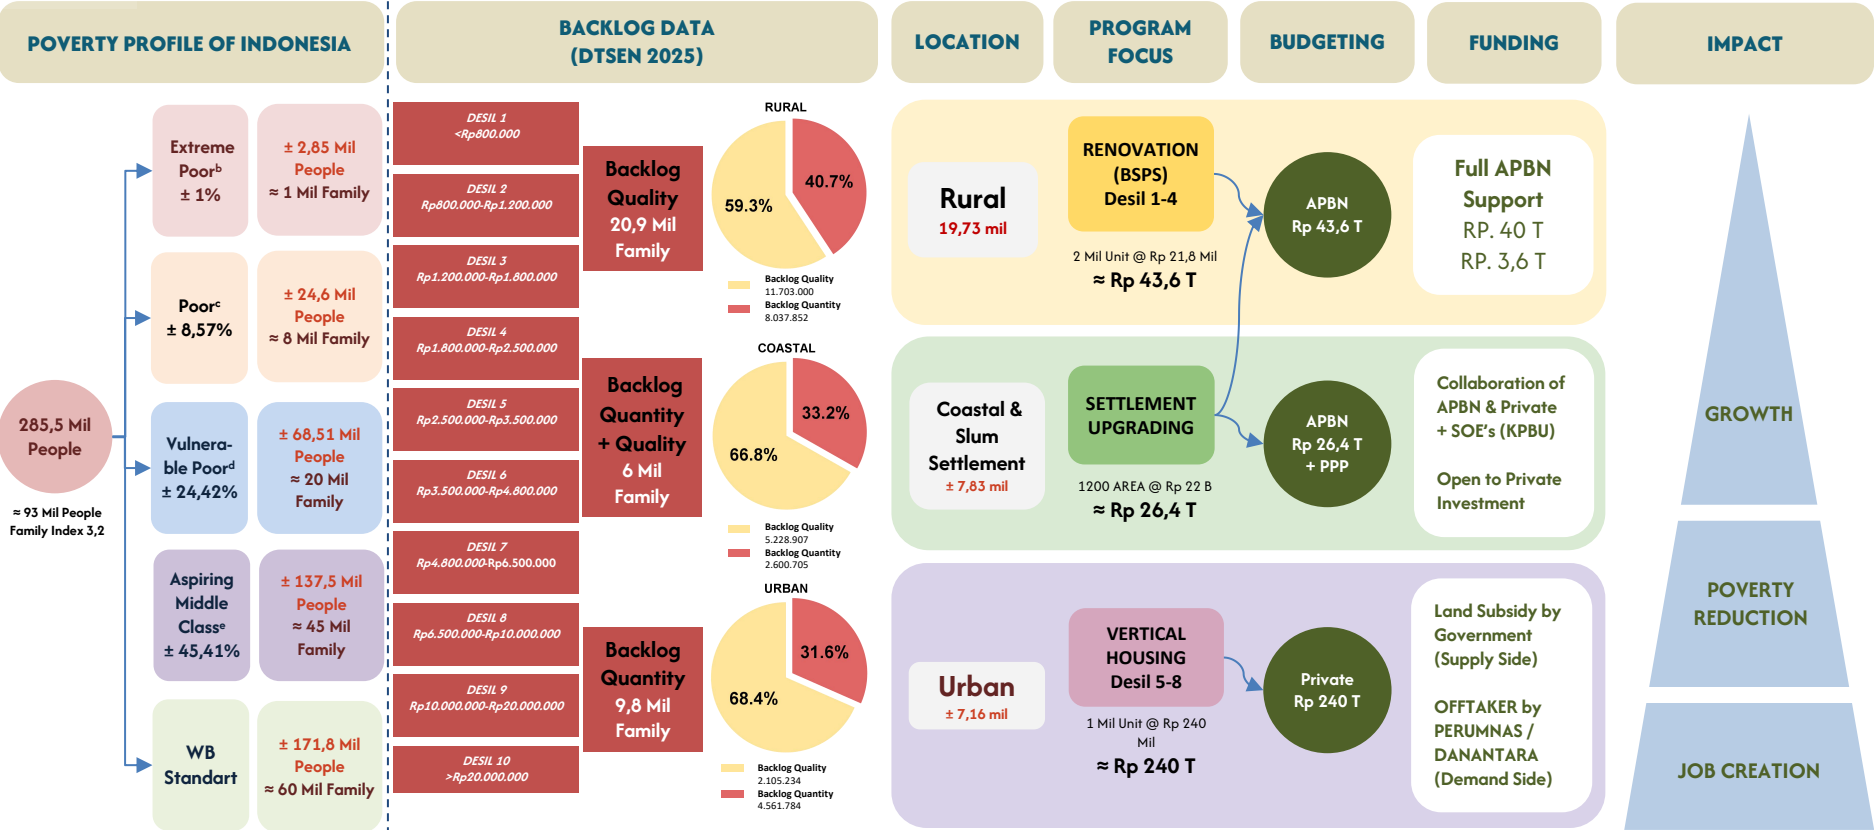 POVERTY PROFILE OF INDONESIA
BACKLOG DATA
(DTSEN 2025)
LOCATION
PROGRAM
FOCUS
BUDGETING
FUNDING
IMPACT
285,5 Mil
People
≈ 93 Mil People
Family Index 3,2
Extreme
Poorᵇ
± 1%
± 2,85 Mil
People
≈ 1 Mil Family
Poorᶜ
± 8,57%
± 24,6 Mil
People
≈ 8 Mil Family
Vulnera-
ble Poorᵈ
± 24,42%
± 68,51 Mil
People
≈ 20 Mil
Family
Aspiring
Middle
Classᵉ
± 45,41%
± 137,5 Mil
People
≈ 45 Mil
Family
WB
Standart
± 171,8 Mil
People
≈ 60 Mil Family
DESIL 1
<Rp800.000
DESIL 2
Rp800.000-Rp1.200.000
DESIL 3
Rp1.200.000-Rp1.800.000
DESIL 4
Rp1.800.000-Rp2.500.000
DESIL 5
Rp2.500.000-Rp3.500.000
DESIL 6
Rp3.500.000-Rp4.800.000
DESIL 7
Rp4.800.000-Rp6.500.000
DESIL 8
Rp6.500.000-Rp10.000.000
DESIL 9
Rp10.000.000-Rp20.000.000
DESIL 10
>Rp20.000.000
Backlog
Quality
20,9 Mil
Family
Backlog
Quantity
+ Quality
6 Mil
Family
Backlog
Quantity
9,8 Mil
Family
RURAL
59.3%
40.7%
Backlog Quality
11.703.000
Backlog Quantity
8.037.852
COASTAL
66.8%
33.2%
Backlog Quality
5.228.907
Backlog Quantity
2.600.705
URBAN
68.4%
31.6%
Backlog Quality
2.105.234
Backlog Quantity
4.561.784
Rural
19,73 mil
RENOVATION
(BSPS)
Desil 1-4
2 Mil Unit @ Rp 21,8 Mil
≈ Rp 43,6 T
APBN
Rp 43,6 T
Full APBN
Support
RP. 40 T
RP. 3,6 T
Coastal &
Slum
Settlement
± 7,83 mil
SETTLEMENT
UPGRADING
1200 AREA @ Rp 22 B
≈ Rp 26,4 T
APBN
Rp 26,4 T
+ PPP
Collaboration of
APBN & Private
+ SOE's (KPBU)
Open to Private
Investment
Urban
± 7,16 mil
VERTICAL
HOUSING
Desil 5-8
1 Mil Unit @ Rp 240
Mil
≈ Rp 240 T
Private
Rp 240 T
Land Subsidy by
Government
(Supply Side)
OFFTAKER by
PERUMNAS /
DANANTARA
(Demand Side)
GROWTH
POVERTY
REDUCTION
JOB CREATION